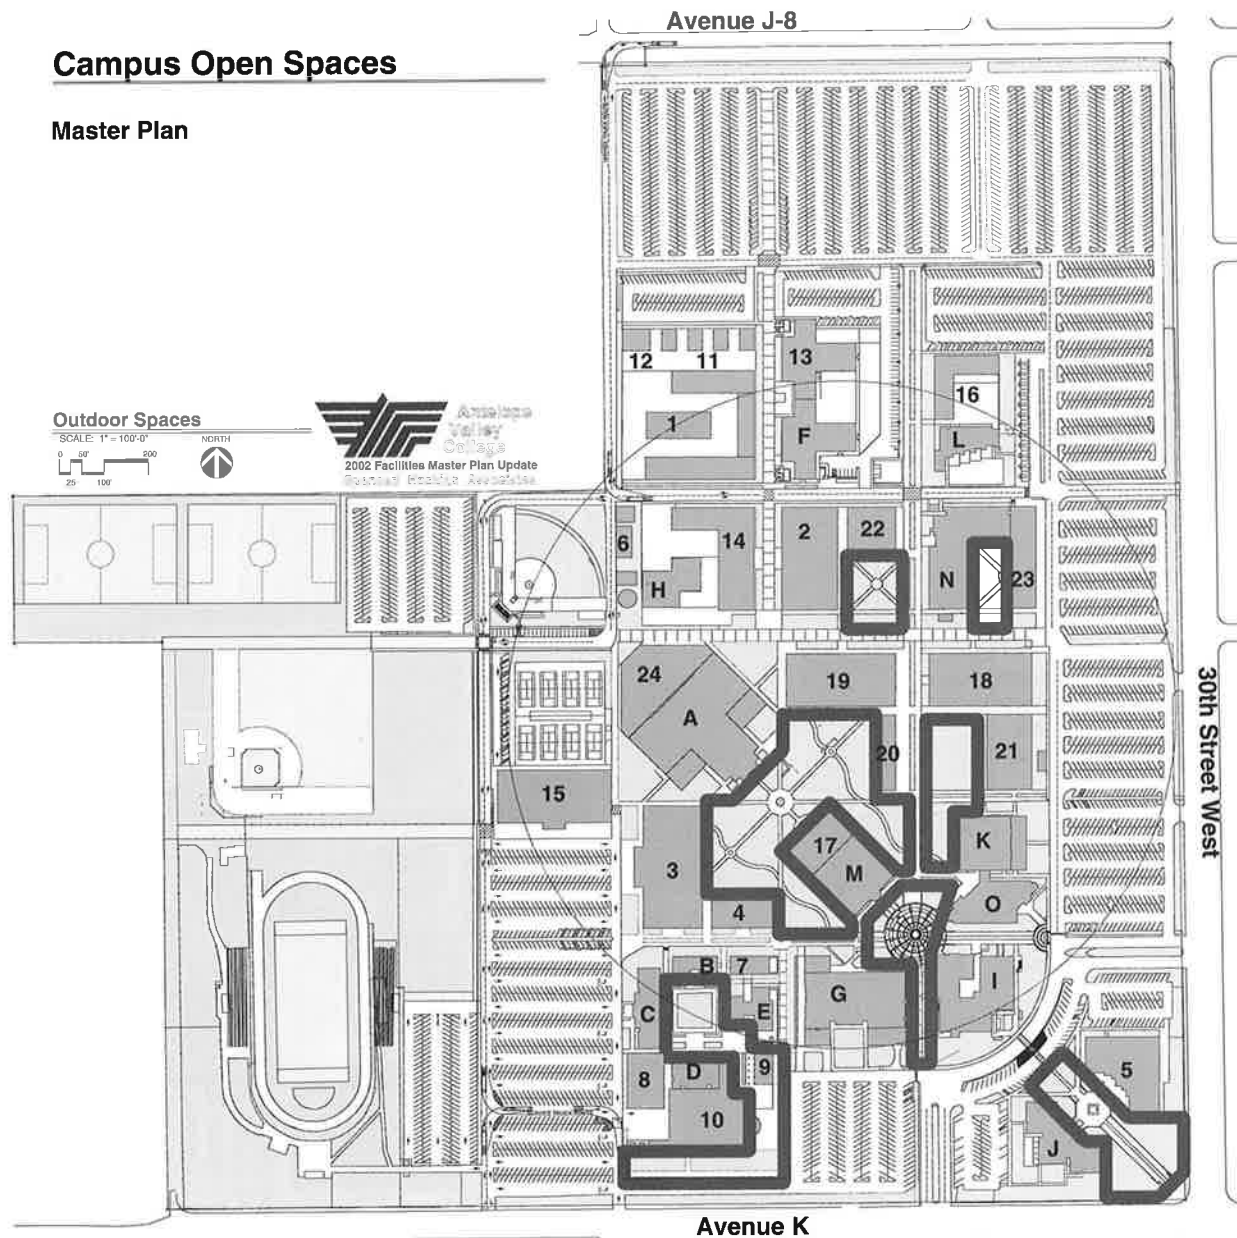 Avenue J-8
Campus Open Spaces
Master Plan
Outdoor Spaces
SCALE: 1" = 100'-0"
NORTH
0 50' 200
25 100'
Antelope
Valley
College
2002 Facilities Master Plan Update
12 11 13 16
1 F L
6 14 2 22
H N 23
24 19 18
A
20 21
15
17 K
3 M
4 O
B 7
C E G I
8 D 9 5
10 J
30th Street West
Avenue K